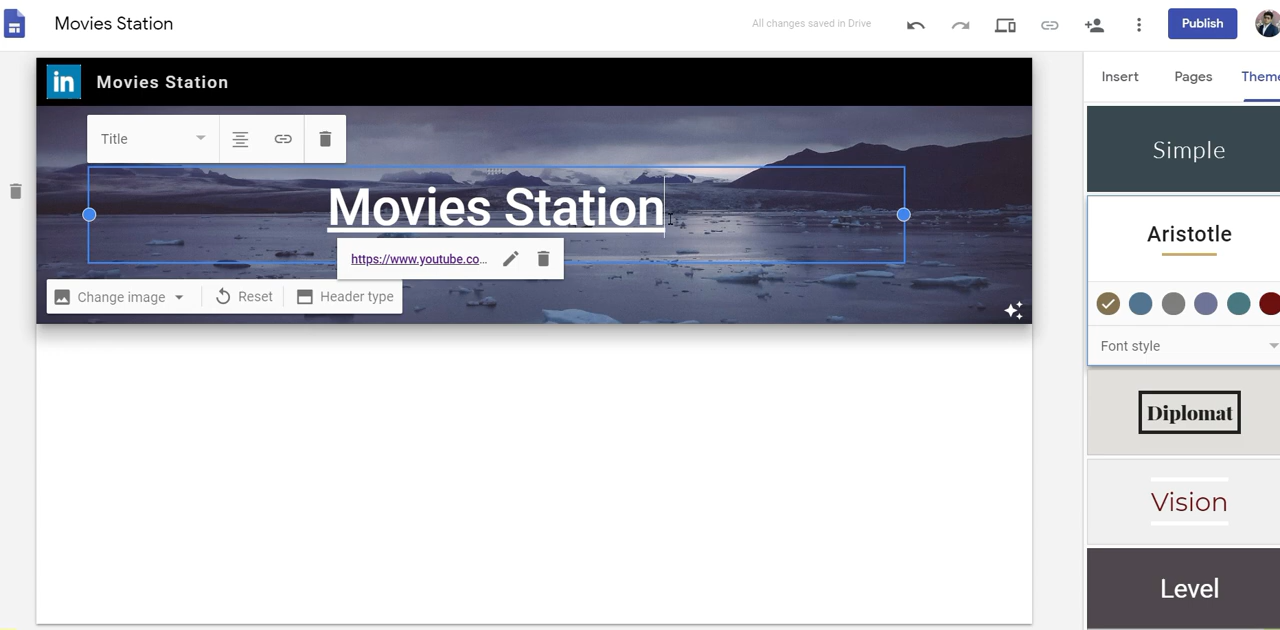 Movies Station
All changes saved in Drive
Publish
in Movies Station
Insert Pages Theme
Title
Movies Station
https://www.youtube.co...
Change image
Reset
Header type
Simple
Aristotle
Font style
Diplomat
Vision
Level